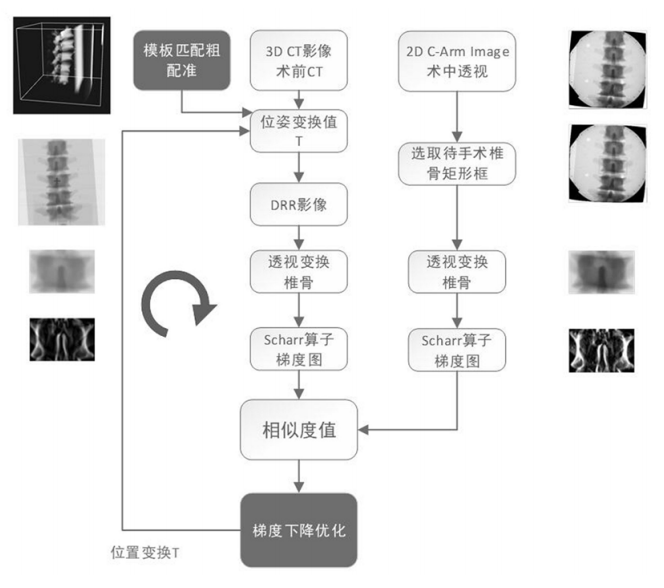 模板匹配粗
配准
3D CT影像
术前CT
2D C-Arm Image
术中透视
位姿变换值
T
选取待手术椎
骨矩形框
DRR影像
透视变换
椎骨
透视变换
椎骨
Scharr算子
梯度图
Scharr算子
梯度图
相似度值
梯度下降优化
位置变换T